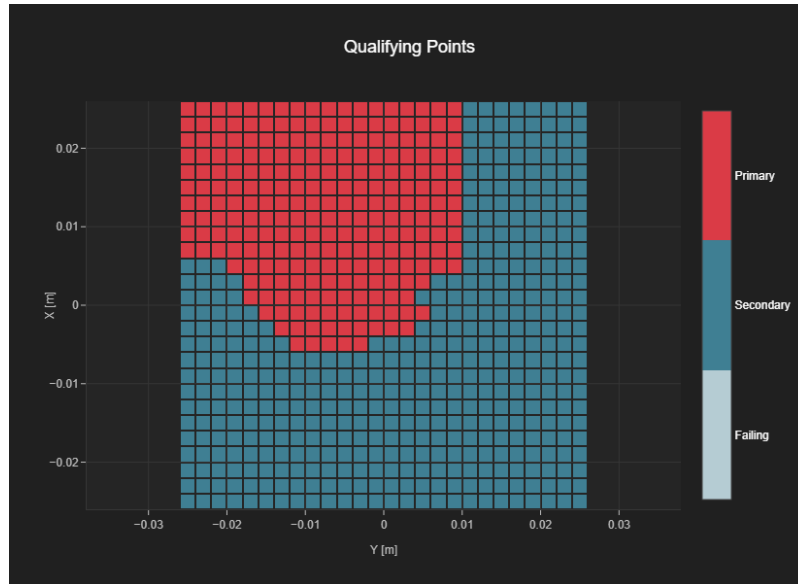 Qualifying Points
0.02
0.01
0
−0.01
−0.02
X [m]
−0.03
−0.02
−0.01
0
0.01
0.02
0.03
Y [m]
Primary
Secondary
Failing